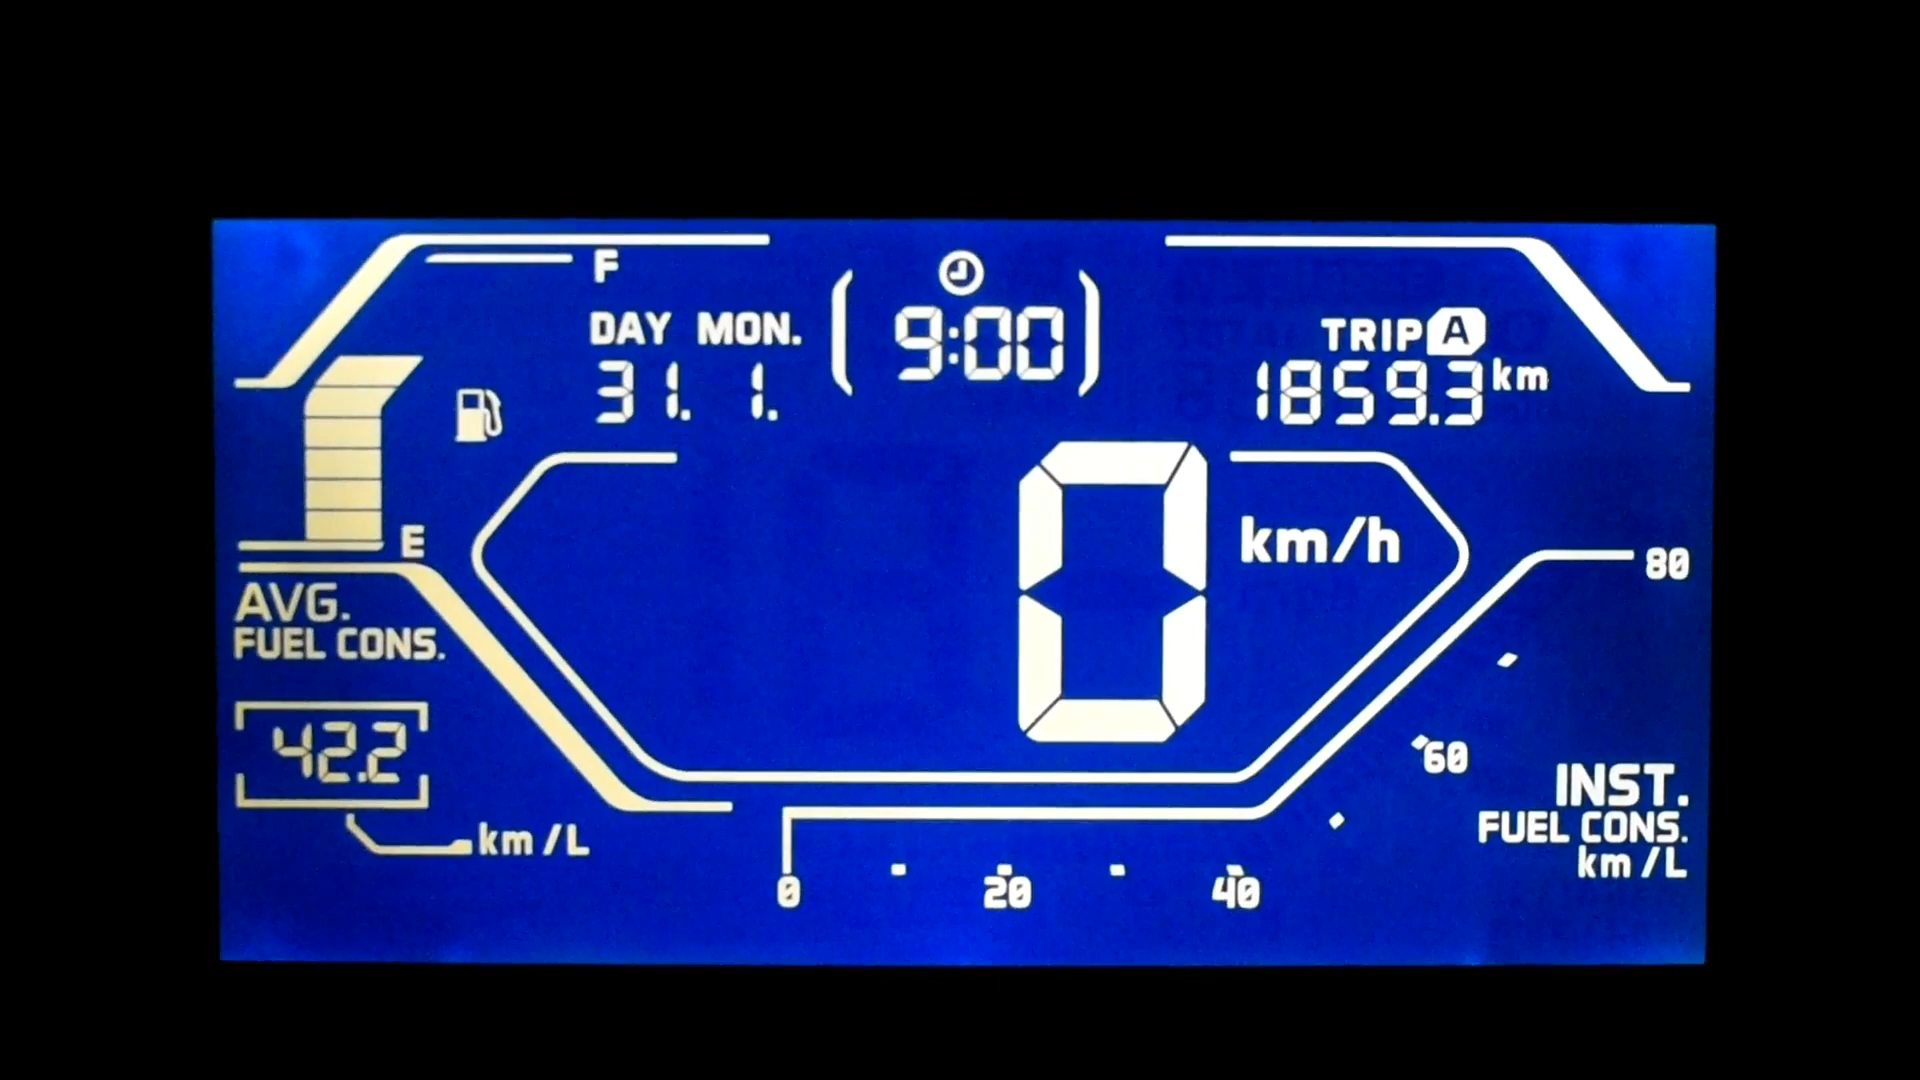 F
DAY MON.
31. 1.
9:00
TRIP A
1859.3 km
E
0 km/h
80
AVG.
FUEL CONS.
42.2
km/L
60
INST.
FUEL CONS.
km/L
0 20 40